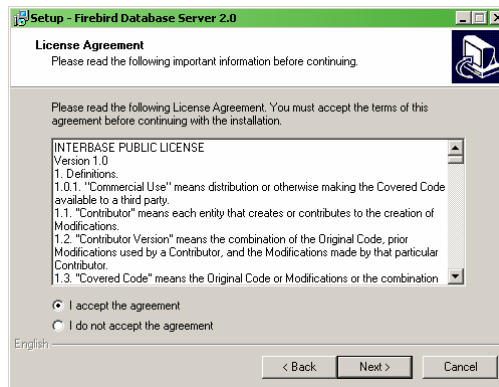 Setup - Firebird Database Server 2.0
License Agreement
Please read the following important information before continuing.
Please read the following License Agreement. You must accept the terms of this
agreement before continuing with the installation.
INTERBASE PUBLIC LICENSE
Version 1.0
1. Definitions.
1.0.1. "Commercial Use" means distribution or otherwise making the Covered Code
available to a third party.
1.1. "Contributor" means each entity that creates or contributes to the creation of
Modifications.
1.2. "Contributor Version" means the combination of the Original Code, prior
Modifications used by a Contributor, and the Modifications made by that particular
Contributor.
1.3. "Covered Code" means the Original Code or Modifications or the combination
I accept the agreement
I do not accept the agreement
English
< Back
Next >
Cancel